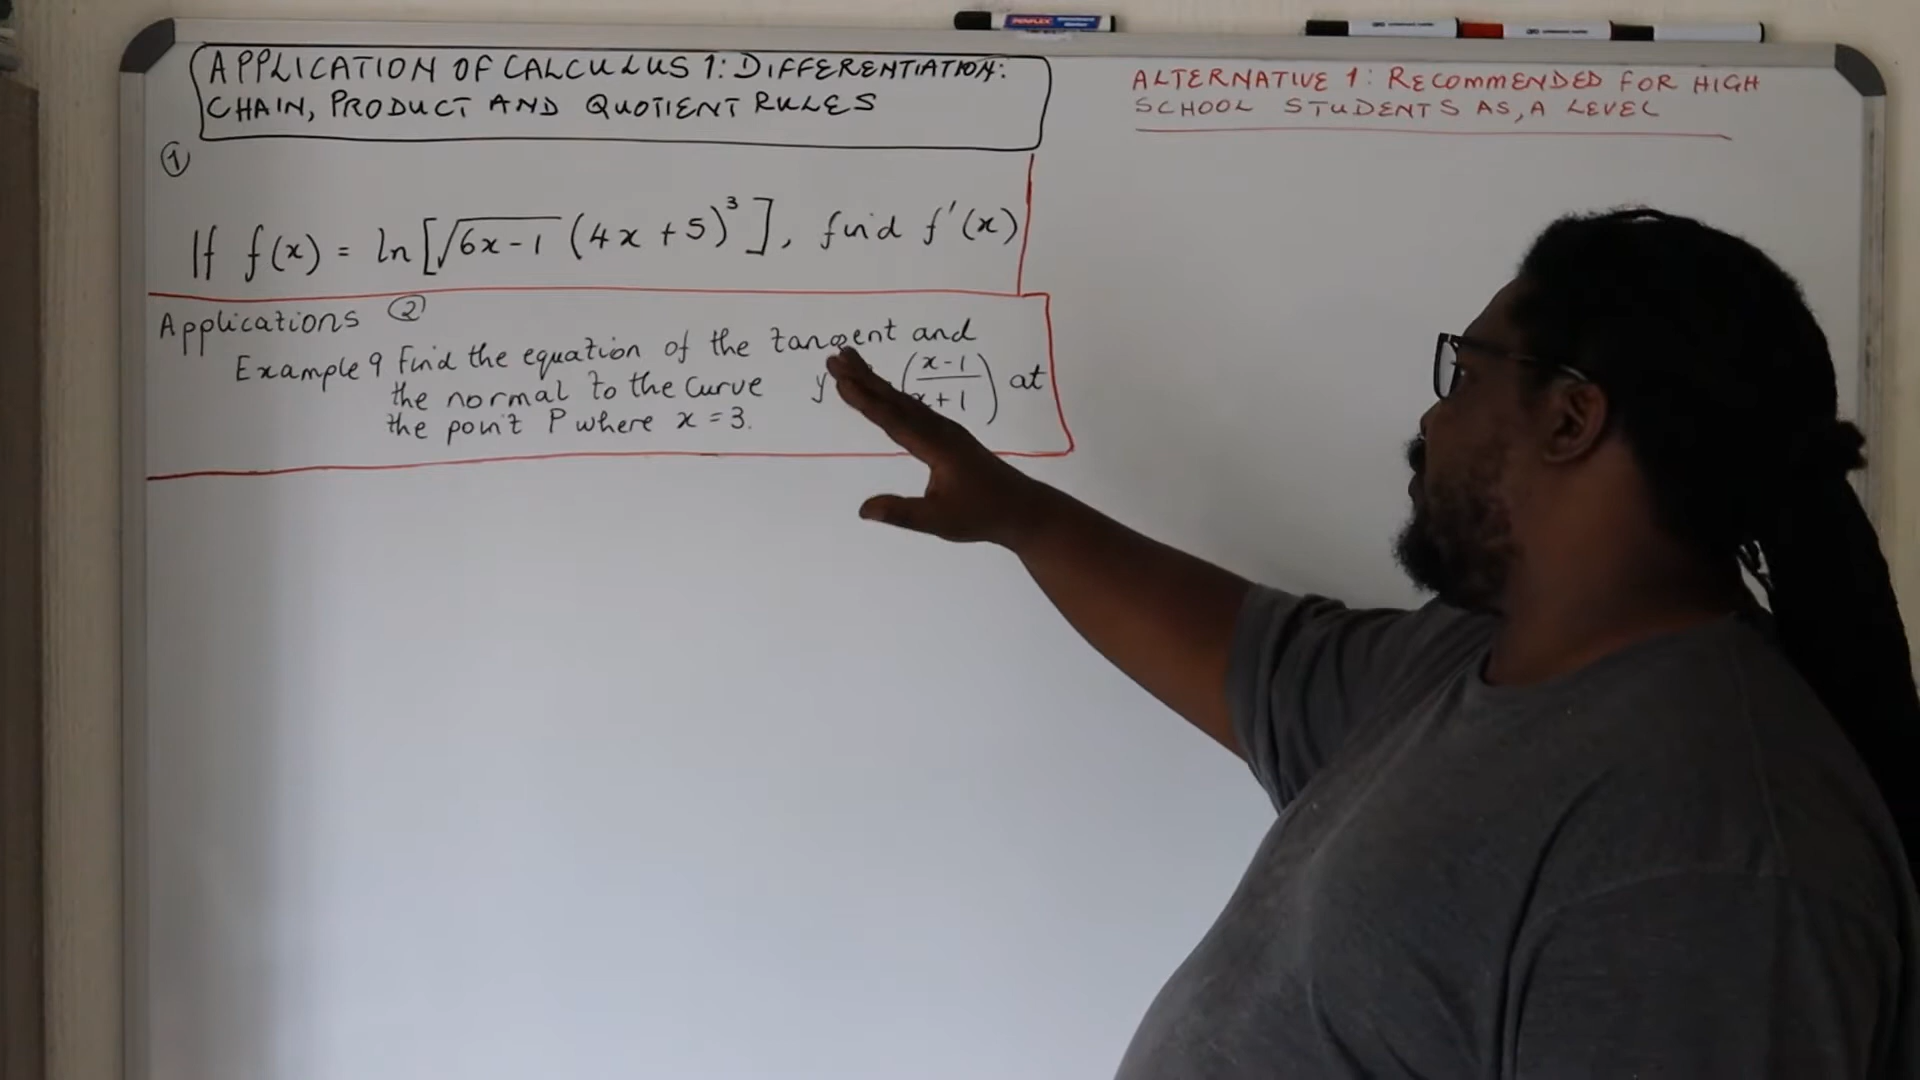 APPLICATION OF CALCULUS 1: DIFFERENTIATION:
CHAIN, PRODUCT AND QUOTIENT RULES
ALTERNATIVE 1: RECOMMENDED FOR HIGH
SCHOOL STUDENTS AS, A LEVEL
①
If f(x) = ln[√(6x-1) (4x+5)³], find f'(x)
Applications ②
Example 9 Find the equation of the tangent and
the normal to the curve y (x-1/x+1) at
the point P where x = 3.
PENFLEX